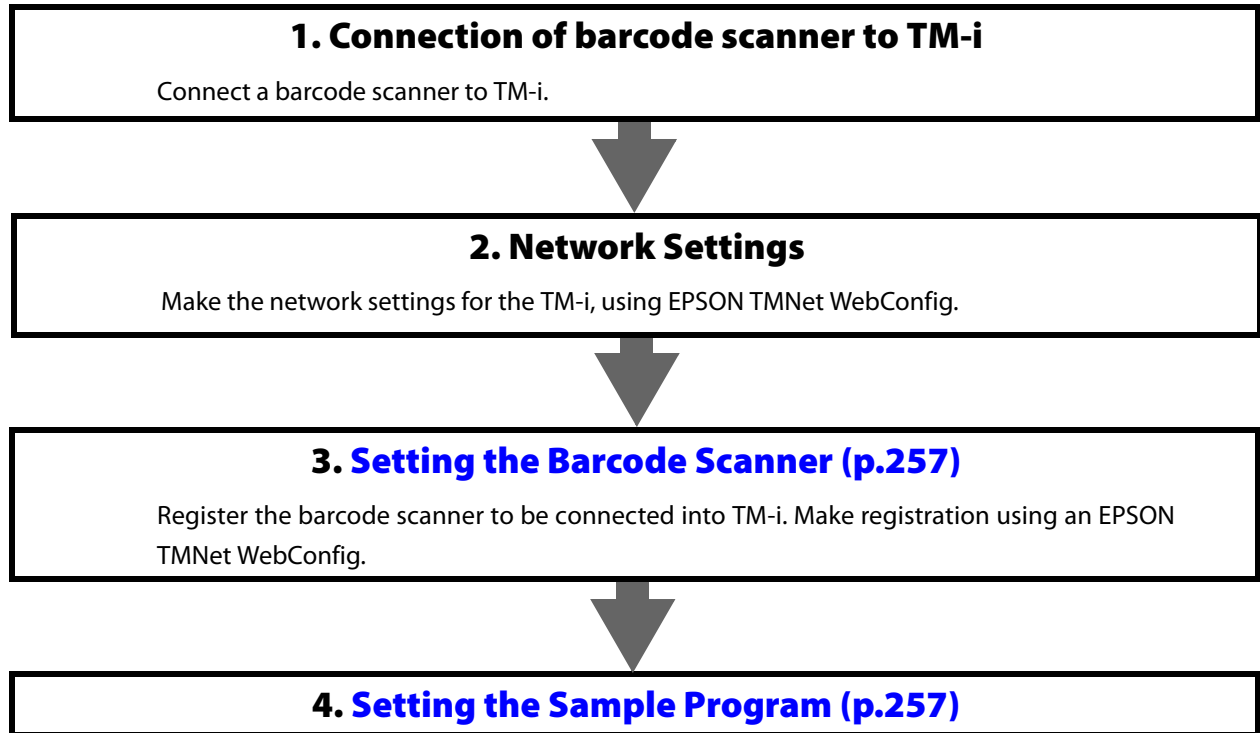 1. Connection of barcode scanner to TM-i
Connect a barcode scanner to TM-i.
2. Network Settings
Make the network settings for the TM-i, using EPSON TMNet WebConfig.
3. Setting the Barcode Scanner (p.257)
Register the barcode scanner to be connected into TM-i. Make registration using an EPSON
TMNet WebConfig.
4. Setting the Sample Program (p.257)